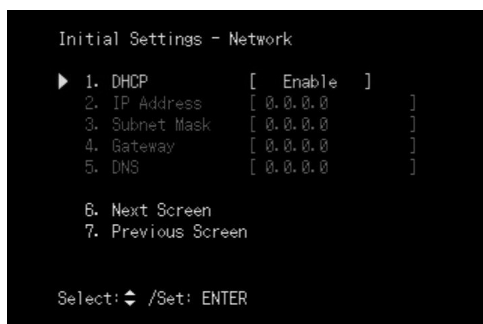 Initial Settings - Network
▶ 1. DHCP [ Enable ]
2. IP Address [ 0.0.0.0 ]
3. Subnet Mask [ 0.0.0.0 ]
4. Gateway [ 0.0.0.0 ]
5. DNS [ 0.0.0.0 ]
6. Next Screen
7. Previous Screen
Select:♦ /Set: ENTER